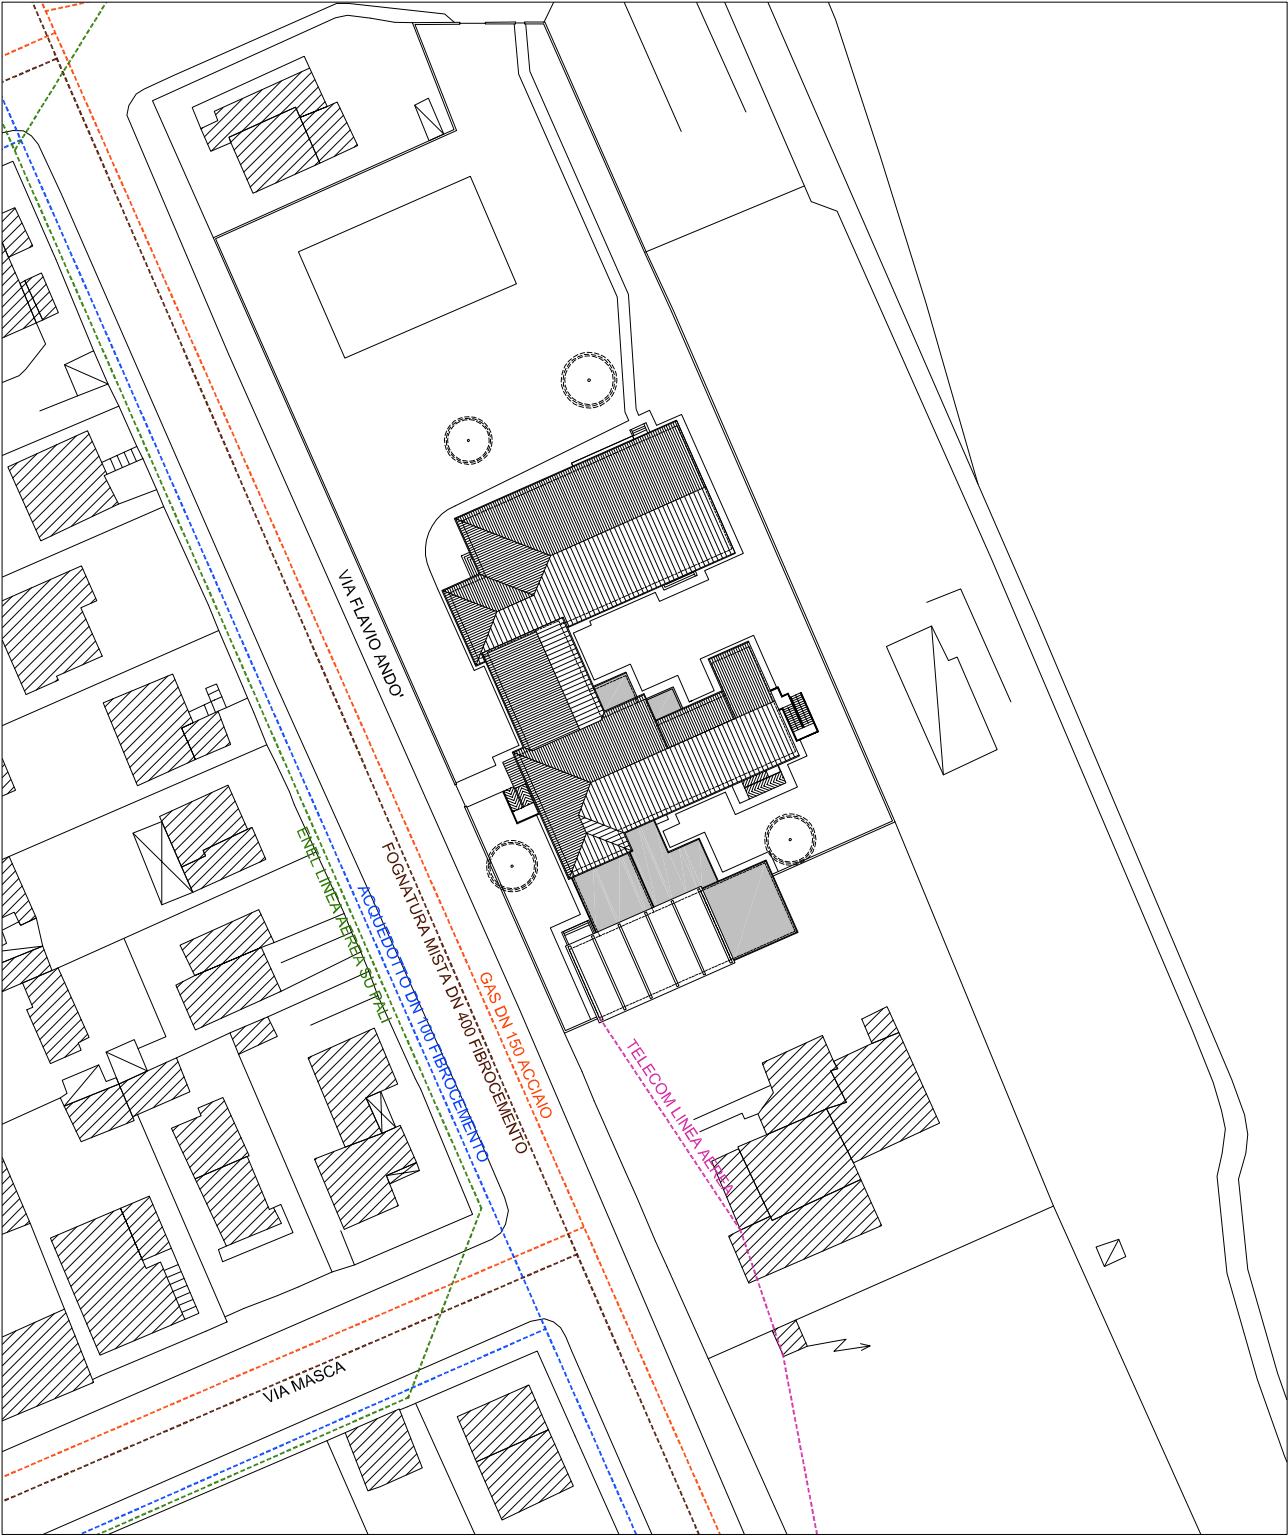 VIA FLAVIO ANDO'
ENEL LINEA AEREA SU PALI
ACQUEDOTTO DN 100 FIBROCEMENTO
FOGNATURA MISTA DN 400 FIBROCEMENTO
GAS DN 150 ACCIAIO
TELECOM LINEA AEREA
VIA MASCA